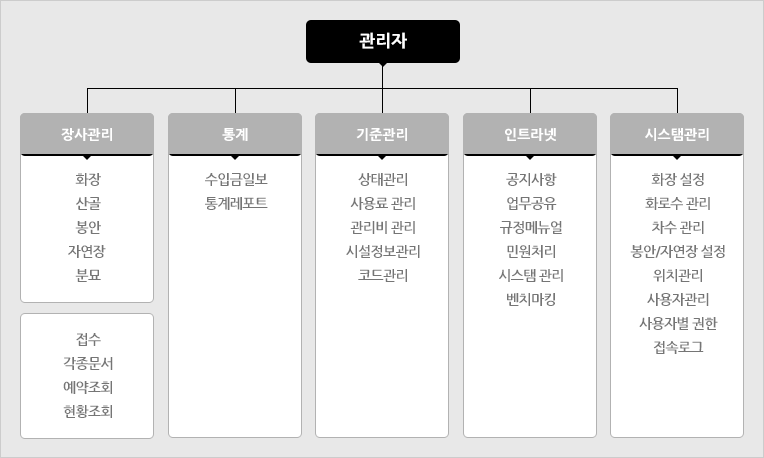 관리자
장사관리
화장
산골
봉안
자연장
분묘
접수
각종문서
예약조회
현황조회
통계
수입금일보
통계레포트
기준관리
상태관리
사용료 관리
관리비 관리
시설정보관리
코드관리
인트라넷
공지사항
업무공유
규정메뉴얼
민원처리
시스템 관리
벤치마킹
시스탬관리
화장 설정
화로수 관리
차수 관리
봉안/자연장 설정
위치관리
사용자관리
사용자별 권한
접속로그